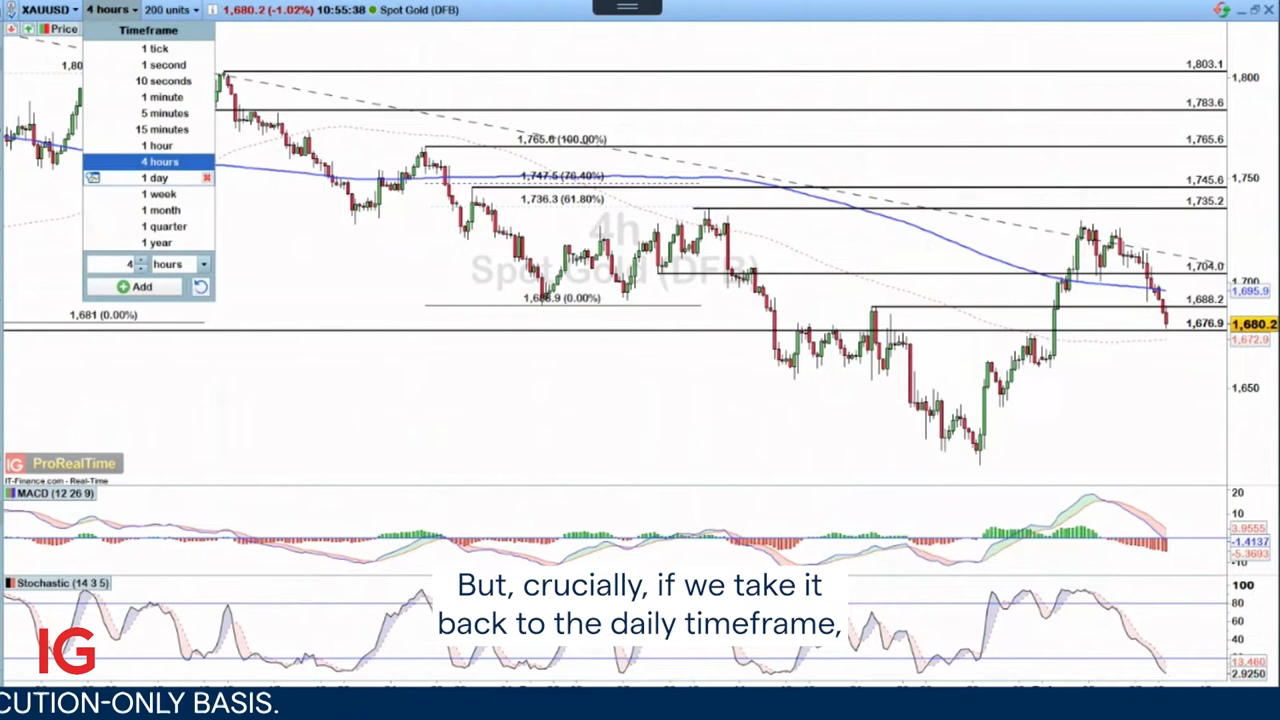 XAUUSD 4 hours 200 units 1,680.2 (-1.02%) 10:55:38 Spot Gold (DFB)
Price
Timeframe
1 tick
1 second
10 seconds
1 minute
5 minutes
15 minutes
1 hour
4 hours
1 day
1 week
1 month
1 quarter
1 year
4 hours
Add
1,80
1,681 (0.00%)
1,765.6 (100.00%)
1,747.5 (76.40%)
1,736.3 (61.80%)
4h
Spot Gold (DFB)
(0.00%)
1,803.1
1,783.6
1,765.6
1,745.6
1,735.2
1,704.0
1,688.2
1,676.9
1,800
1,750
1,700
1,695.9
1,680.2
1,672.9
1,650
IG ProRealTime
IT-Finance.com - Real-Time
MACD (12 26 9)
20
10
3.9555
-1.4137
-5.3693
Stochastic (14 3 5)
100
80
60
40
13.460
2.9250
But, crucially, if we take it
back to the daily timeframe,
IG
CUTION-ONLY BASIS.